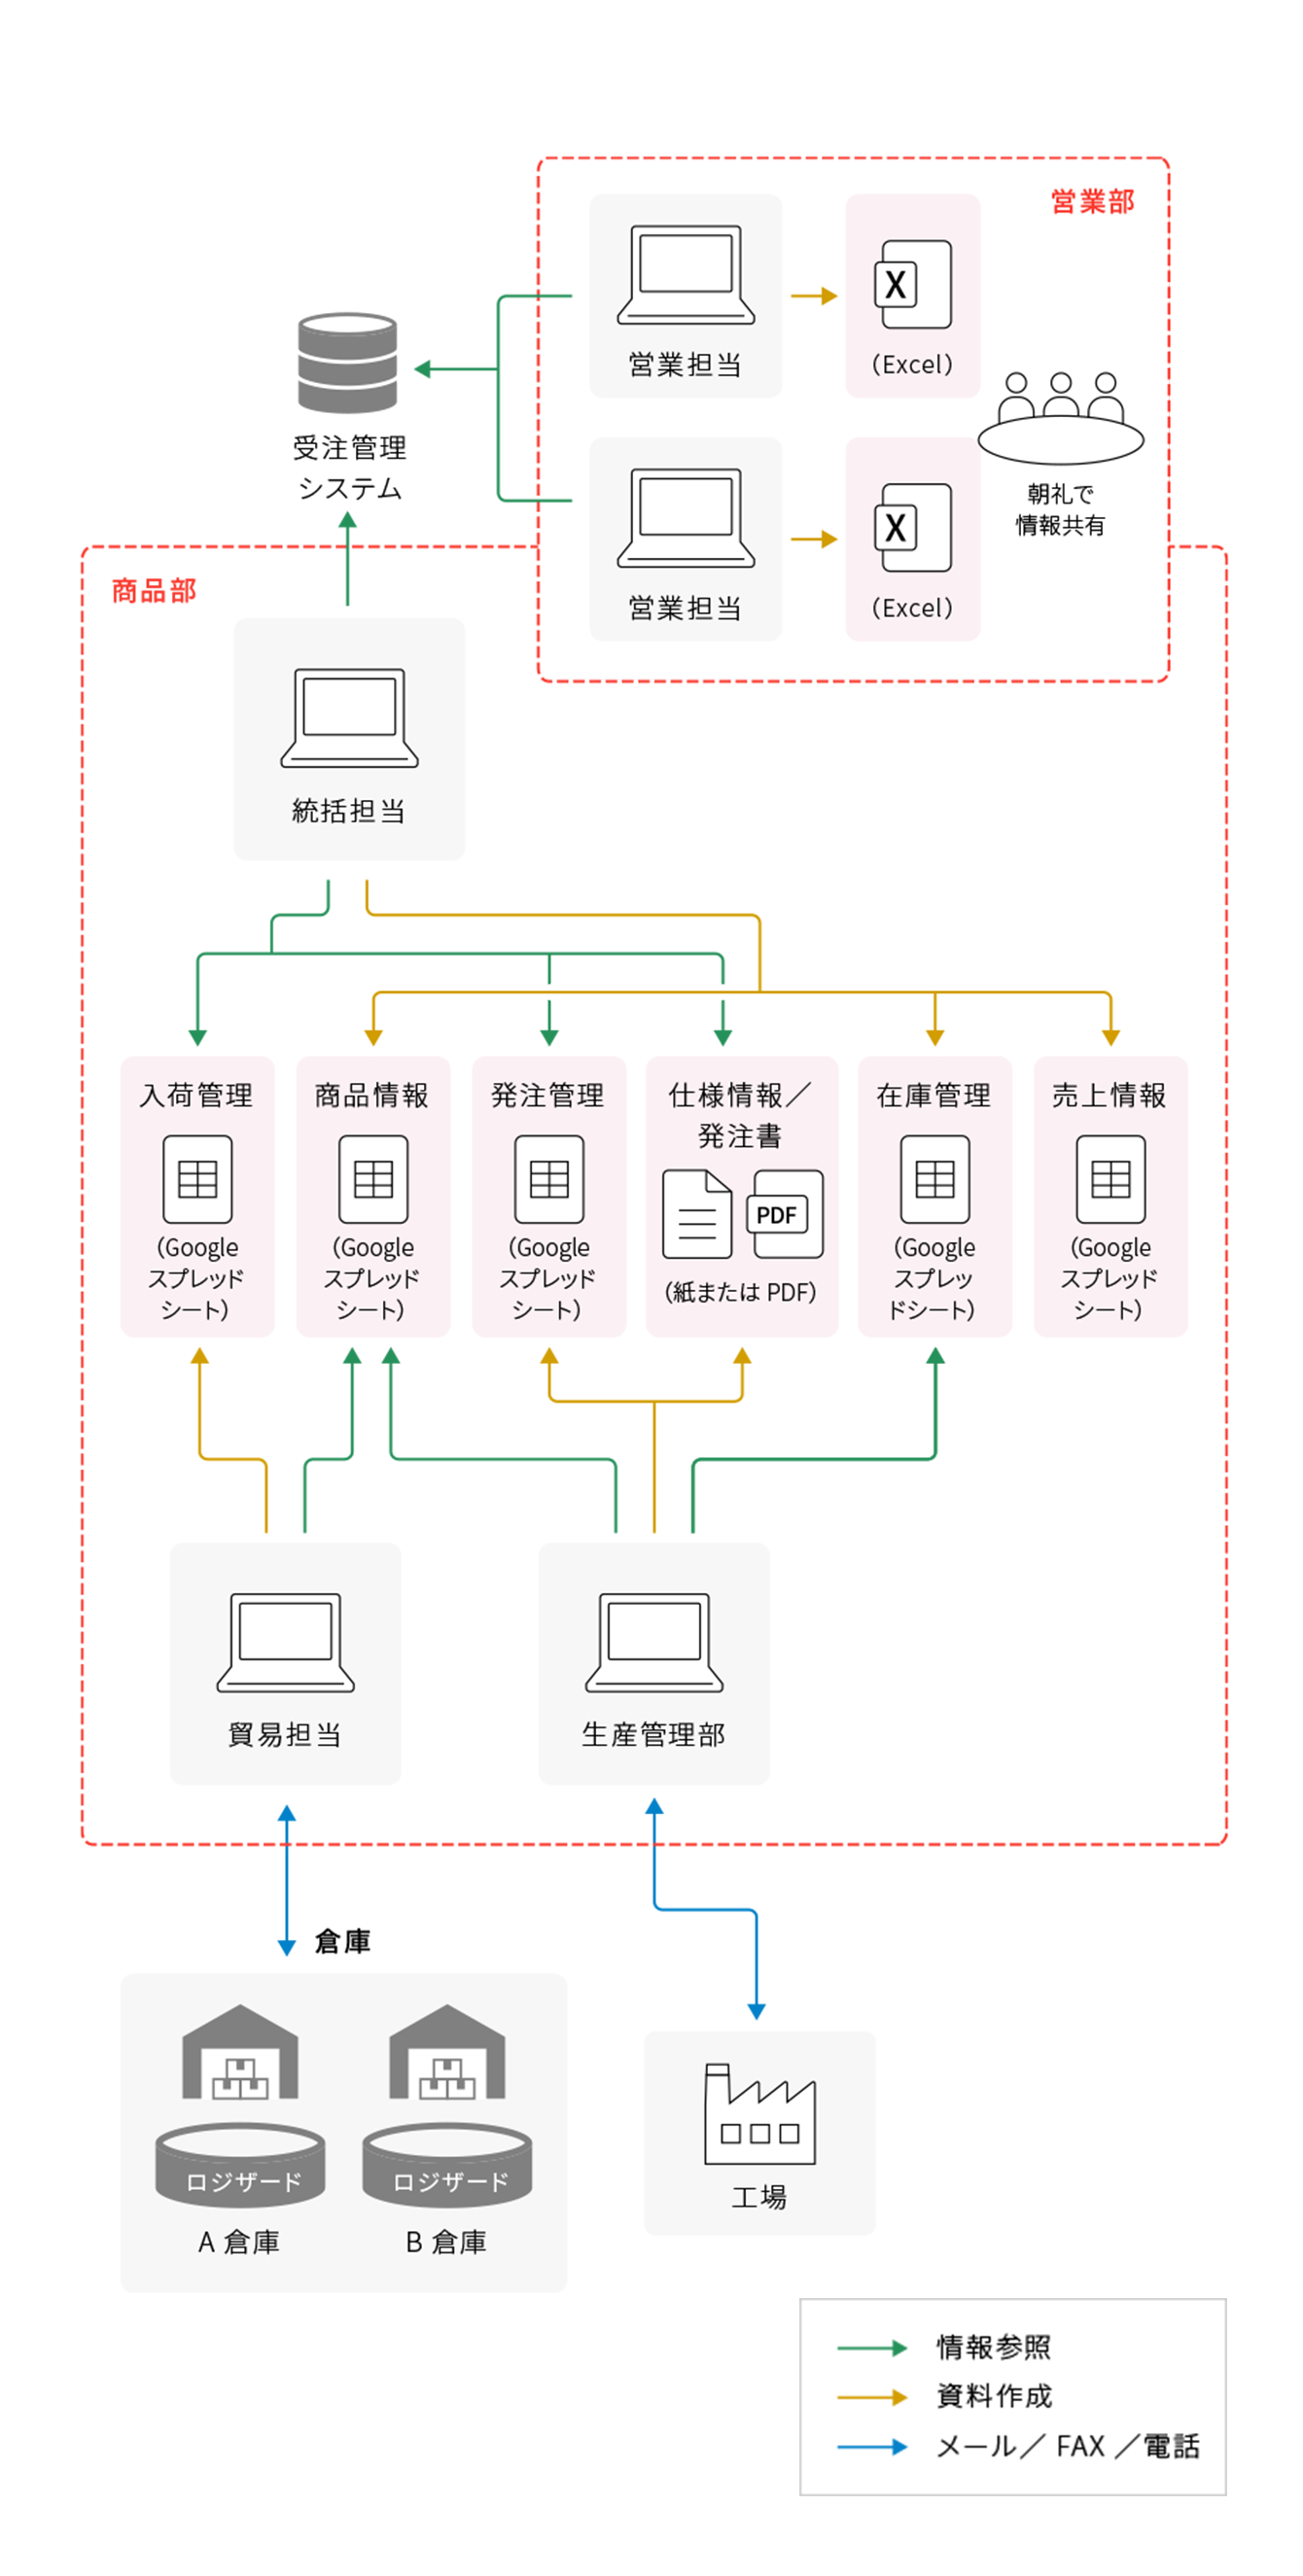 営業部
X
営業担当
（Excel）
受注管理
システム
朝礼で
情報共有
X
営業担当
（Excel）
商品部
統括担当
入荷管理
（Google
スプレッド
シート）
商品情報
（Google
スプレッド
シート）
発注管理
（Google
スプレッド
シート）
仕様情報／
発注書
PDF
（紙または PDF）
在庫管理
（Google
スプレッ
ドシート）
売上情報
（Google
スプレッド
シート）
貿易担当
生産管理部
倉庫
ロジザード
A 倉庫
ロジザード
B 倉庫
工場
情報参照
資料作成
メール／ FAX ／電話